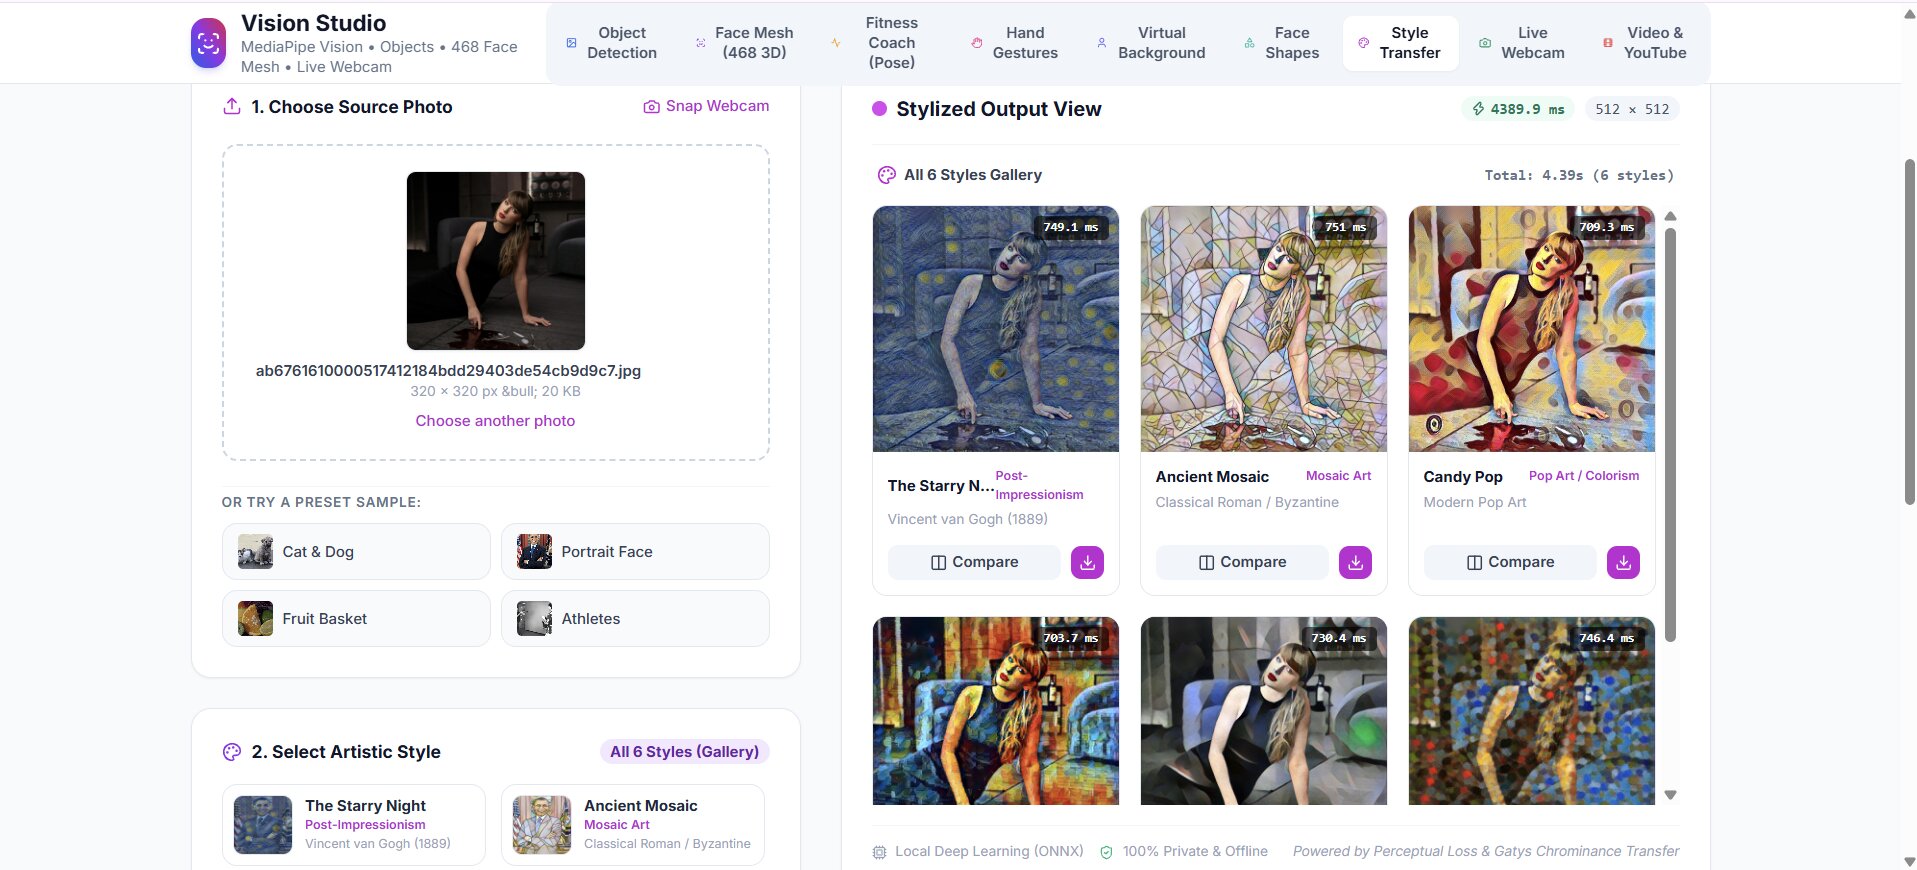 Vision Studio
MediaPipe Vision • Objects • 468 Face
Mesh • Live Webcam
Object
Detection
Face Mesh
(468 3D)
Fitness
Coach
(Pose)
Hand
Gestures
Virtual
Background
Face
Shapes
Style
Transfer
Live
Webcam
Video &
YouTube
1. Choose Source Photo
Snap Webcam
ab6761610000517412184bdd29403de54cb9d9c7.jpg
320 × 320 px &bull; 20 KB
Choose another photo
OR TRY A PRESET SAMPLE:
Cat & Dog
Portrait Face
Fruit Basket
Athletes
2. Select Artistic Style
All 6 Styles (Gallery)
The Starry Night
Post-Impressionism
Vincent van Gogh (1889)
Ancient Mosaic
Mosaic Art
Classical Roman / Byzantine
Stylized Output View
4389.9 ms
512 × 512
All 6 Styles Gallery
Total: 4.39s (6 styles)
749.1 ms
751 ms
709.3 ms
The Starry N...
Post-
Impressionism
Vincent van Gogh (1889)
Compare
Ancient Mosaic
Mosaic Art
Classical Roman / Byzantine
Compare
Candy Pop
Pop Art / Colorism
Modern Pop Art
Compare
703.7 ms
730.4 ms
746.4 ms
Local Deep Learning (ONNX)
100% Private & Offline
Powered by Perceptual Loss & Gatys Chrominance Transfer